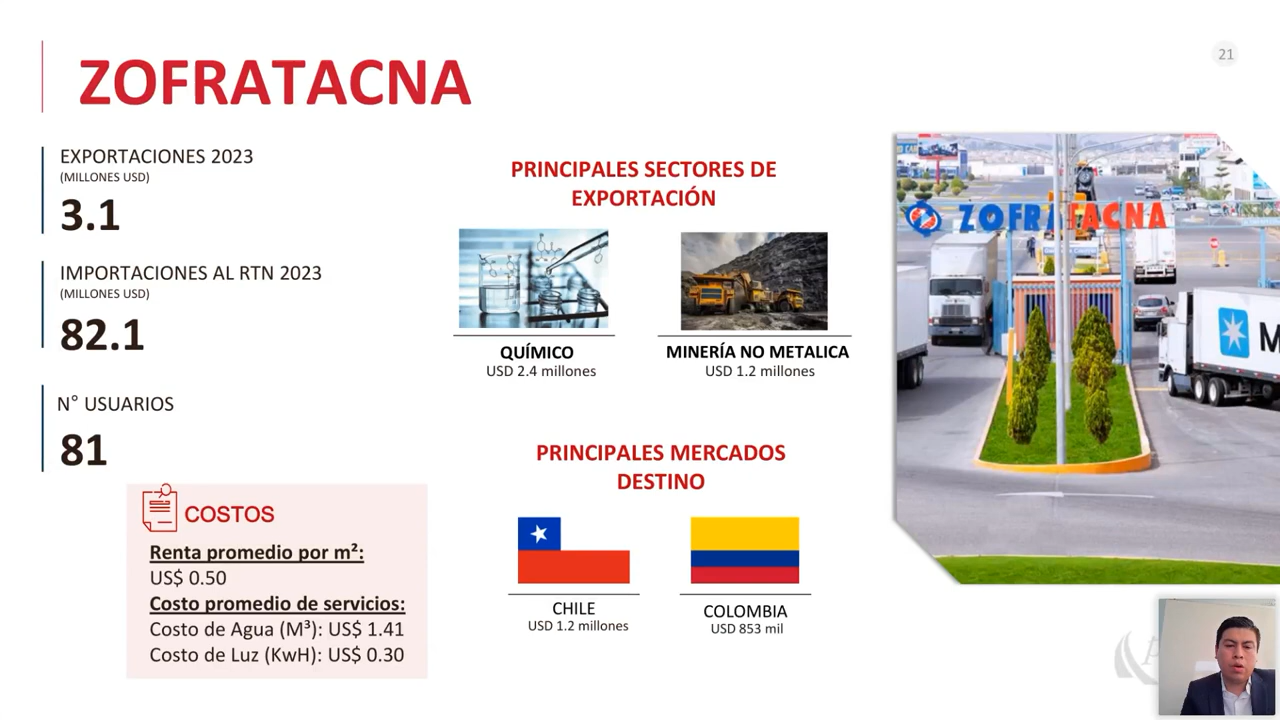 21
ZOFRATACNA
EXPORTACIONES 2023
(MILLONES USD)
3.1
IMPORTACIONES AL RTN 2023
(MILLONES USD)
82.1
N° USUARIOS
81
COSTOS
Renta promedio por m²:
US$ 0.50
Costo promedio de servicios:
Costo de Agua (M³): US$ 1.41
Costo de Luz (KwH): US$ 0.30
PRINCIPALES SECTORES DE
EXPORTACIÓN
QUÍMICO
USD 2.4 millones
MINERÍA NO METALICA
USD 1.2 millones
PRINCIPALES MERCADOS
DESTINO
CHILE
USD 1.2 millones
COLOMBIA
USD 853 mil
ZOFRATACNA
M